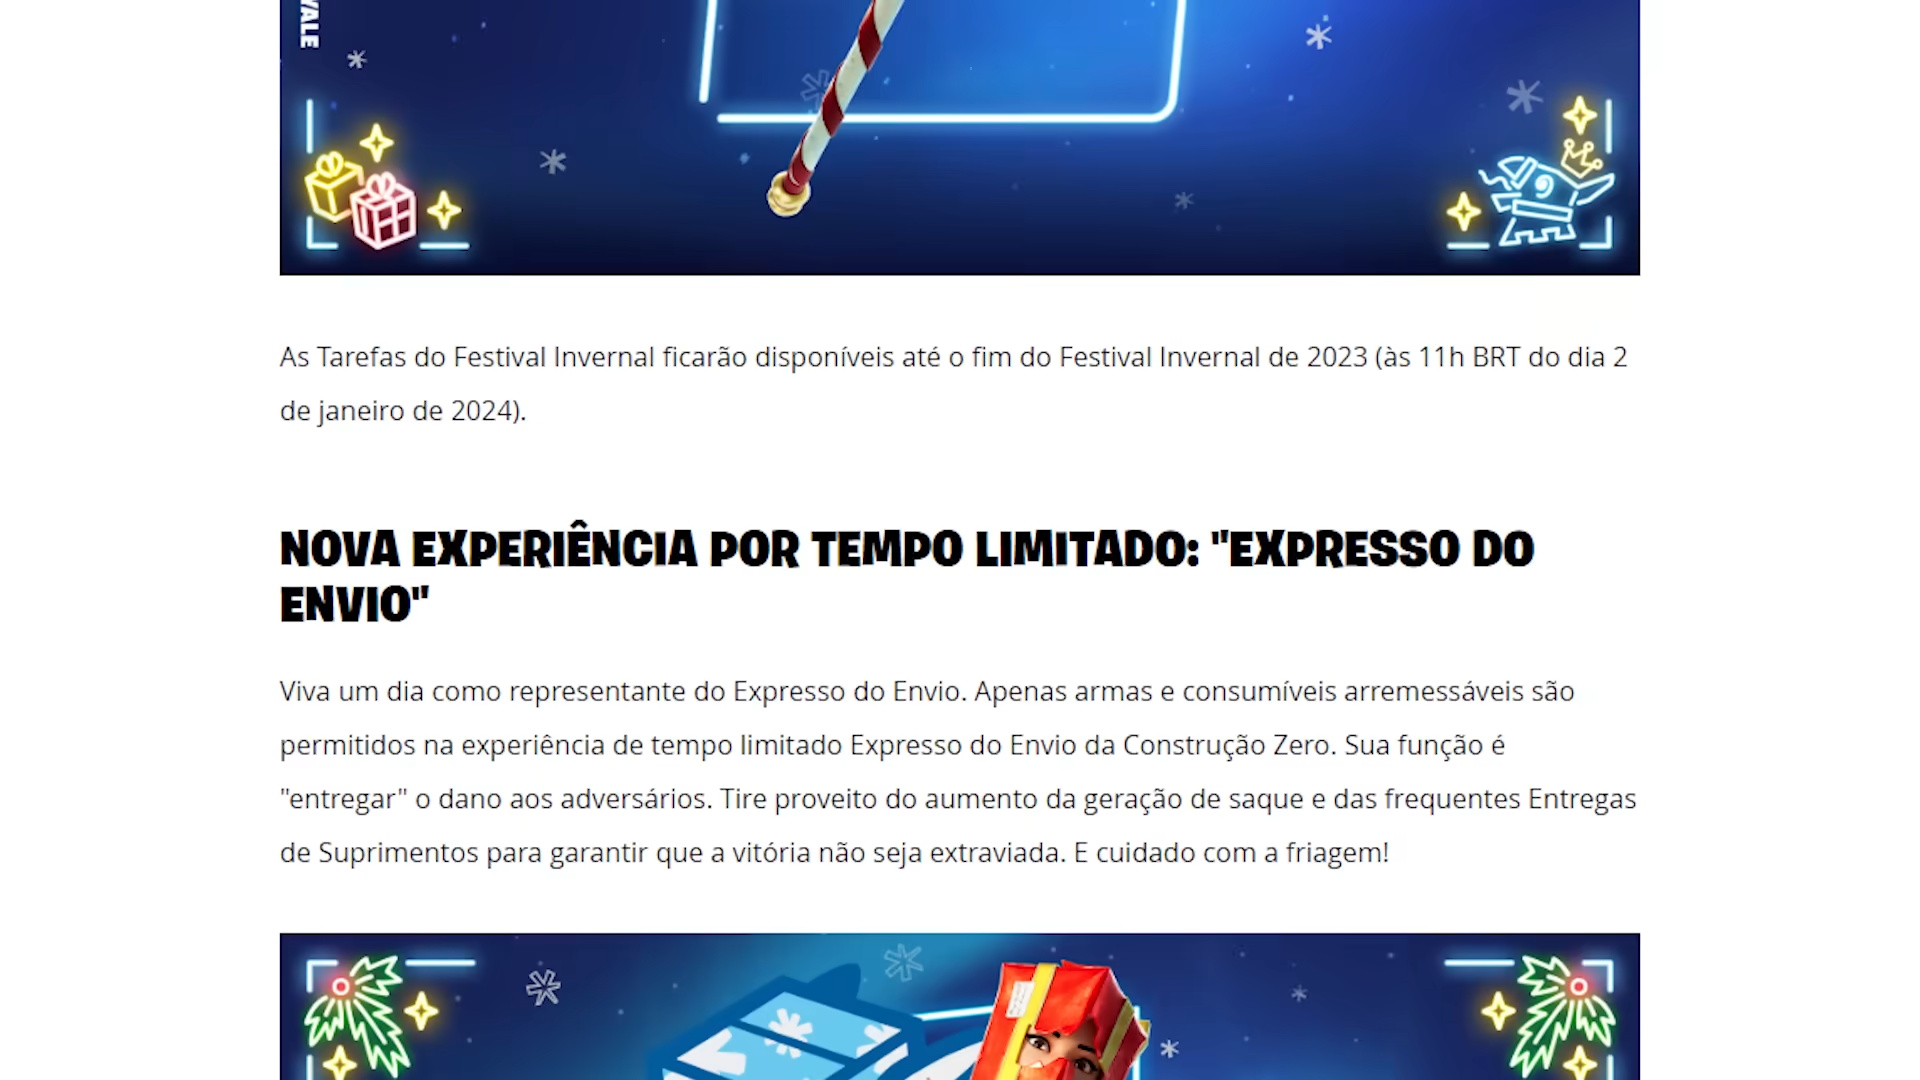 VALE
As Tarefas do Festival Invernal ficarão disponíveis até o fim do Festival Invernal de 2023 (às 11h BRT do dia 2
de janeiro de 2024).
NOVA EXPERIÊNCIA POR TEMPO LIMITADO: "EXPRESSO DO
ENVIO"
Viva um dia como representante do Expresso do Envio. Apenas armas e consumíveis arremessáveis são
permitidos na experiência de tempo limitado Expresso do Envio da Construção Zero. Sua função é
"entregar" o dano aos adversários. Tire proveito do aumento da geração de saque e das frequentes Entregas
de Suprimentos para garantir que a vitória não seja extraviada. E cuidado com a friagem!